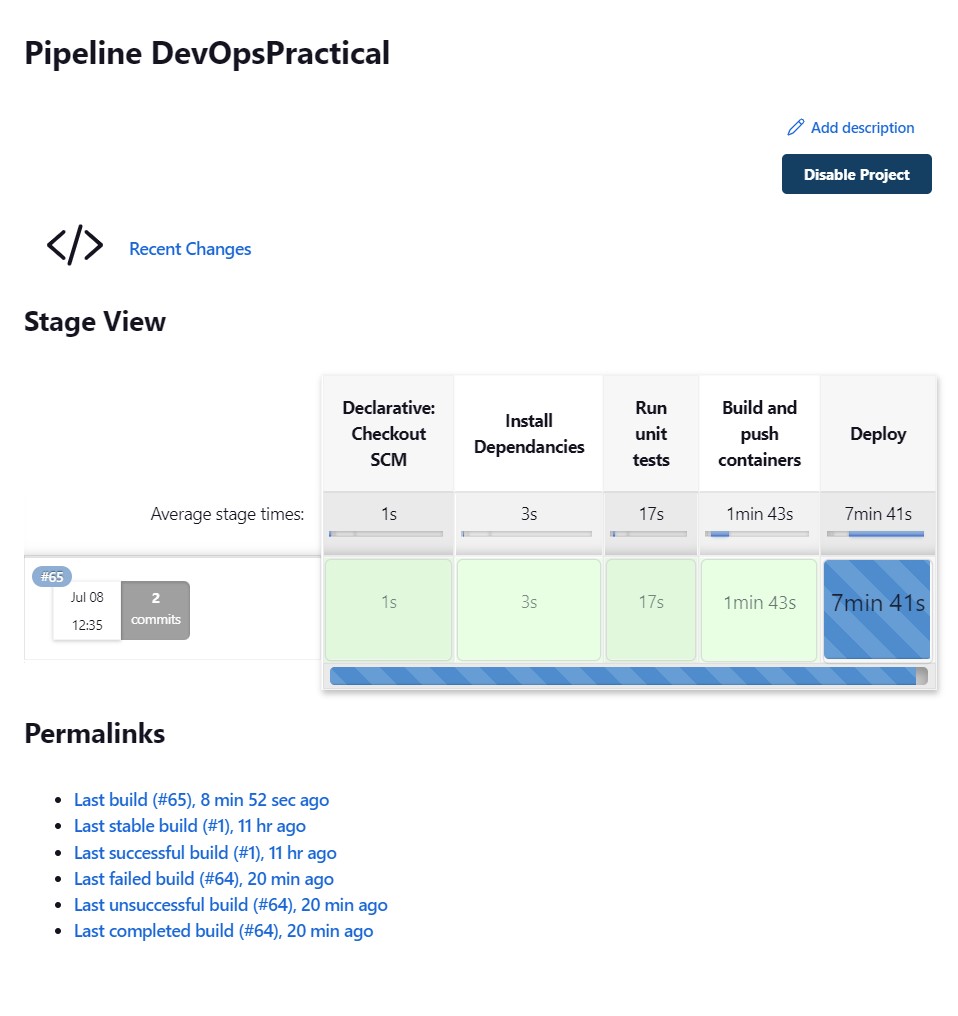 Pipeline DevOpsPractical
Add description
Disable Project
</> Recent Changes
Stage View
Declarative:
Checkout
SCM
Install
Dependancies
Run
unit
tests
Build and
push
containers
Deploy
Average stage times:
1s
3s
17s
1min 43s
7min 41s
#65
Jul 08
12:35
2
commits
1s
3s
17s
1min 43s
7min 41s
Permalinks
Last build (#65), 8 min 52 sec ago
Last stable build (#1), 11 hr ago
Last successful build (#1), 11 hr ago
Last failed build (#64), 20 min ago
Last unsuccessful build (#64), 20 min ago
Last completed build (#64), 20 min ago